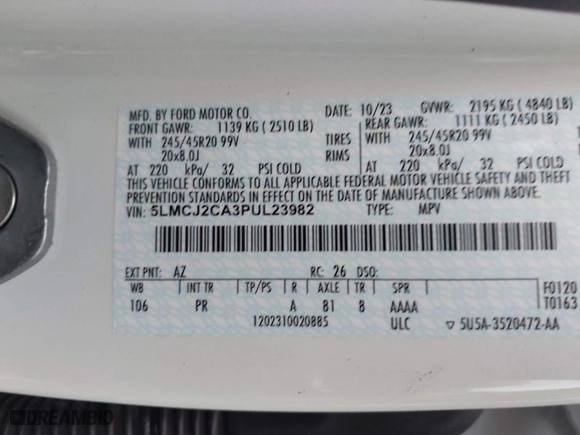 MFD. BY FORD MOTOR CO.
DATE: 10/23 GVWR: 2195 KG ( 4840 LB)
FRONT GAWR: 1139 KG ( 2510 LB) REAR GAWR: 1111 KG ( 2450 LB)
WITH 245/45R20 99V TIRES WITH 245/45R20 99V
20x8.0J RIMS 20x8.0J
AT 220 kPa/ 32 PSI COLD AT 220 kPa/ 32 PSI COLD
THIS VEHICLE CONFORMS TO ALL APPLICABLE FEDERAL MOTOR VEHICLE SAFETY AND THEFT
PREVENTION STANDARDS IN EFFECT ON THE DATE OF MANUFACTURE SHOWN ABOVE.
VIN: 5LMCJ2CA3PUL23982 TYPE: MPV
EXT PNT: AZ RC: 26 DSO:
WB INT TR TP/PS R AXLE TR SPR F0120
106 PR A 81 8 AAAA T0163
1202310020885 ULC 5U5A-3520472-AA
DREAMBID